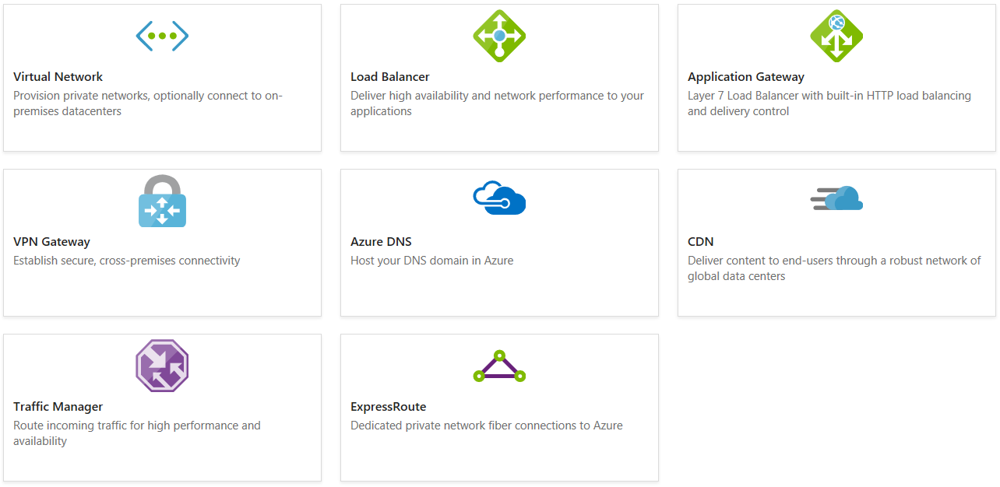 Virtual Network
Provision private networks, optionally connect to on-
premises datacenters
Load Balancer
Deliver high availability and network performance to your
applications
Application Gateway
Layer 7 Load Balancer with built-in HTTP load balancing
and delivery control
VPN Gateway
Establish secure, cross-premises connectivity
Azure DNS
Host your DNS domain in Azure
CDN
Deliver content to end-users through a robust network of
global data centers
Traffic Manager
Route incoming traffic for high performance and
availability
ExpressRoute
Dedicated private network fiber connections to Azure